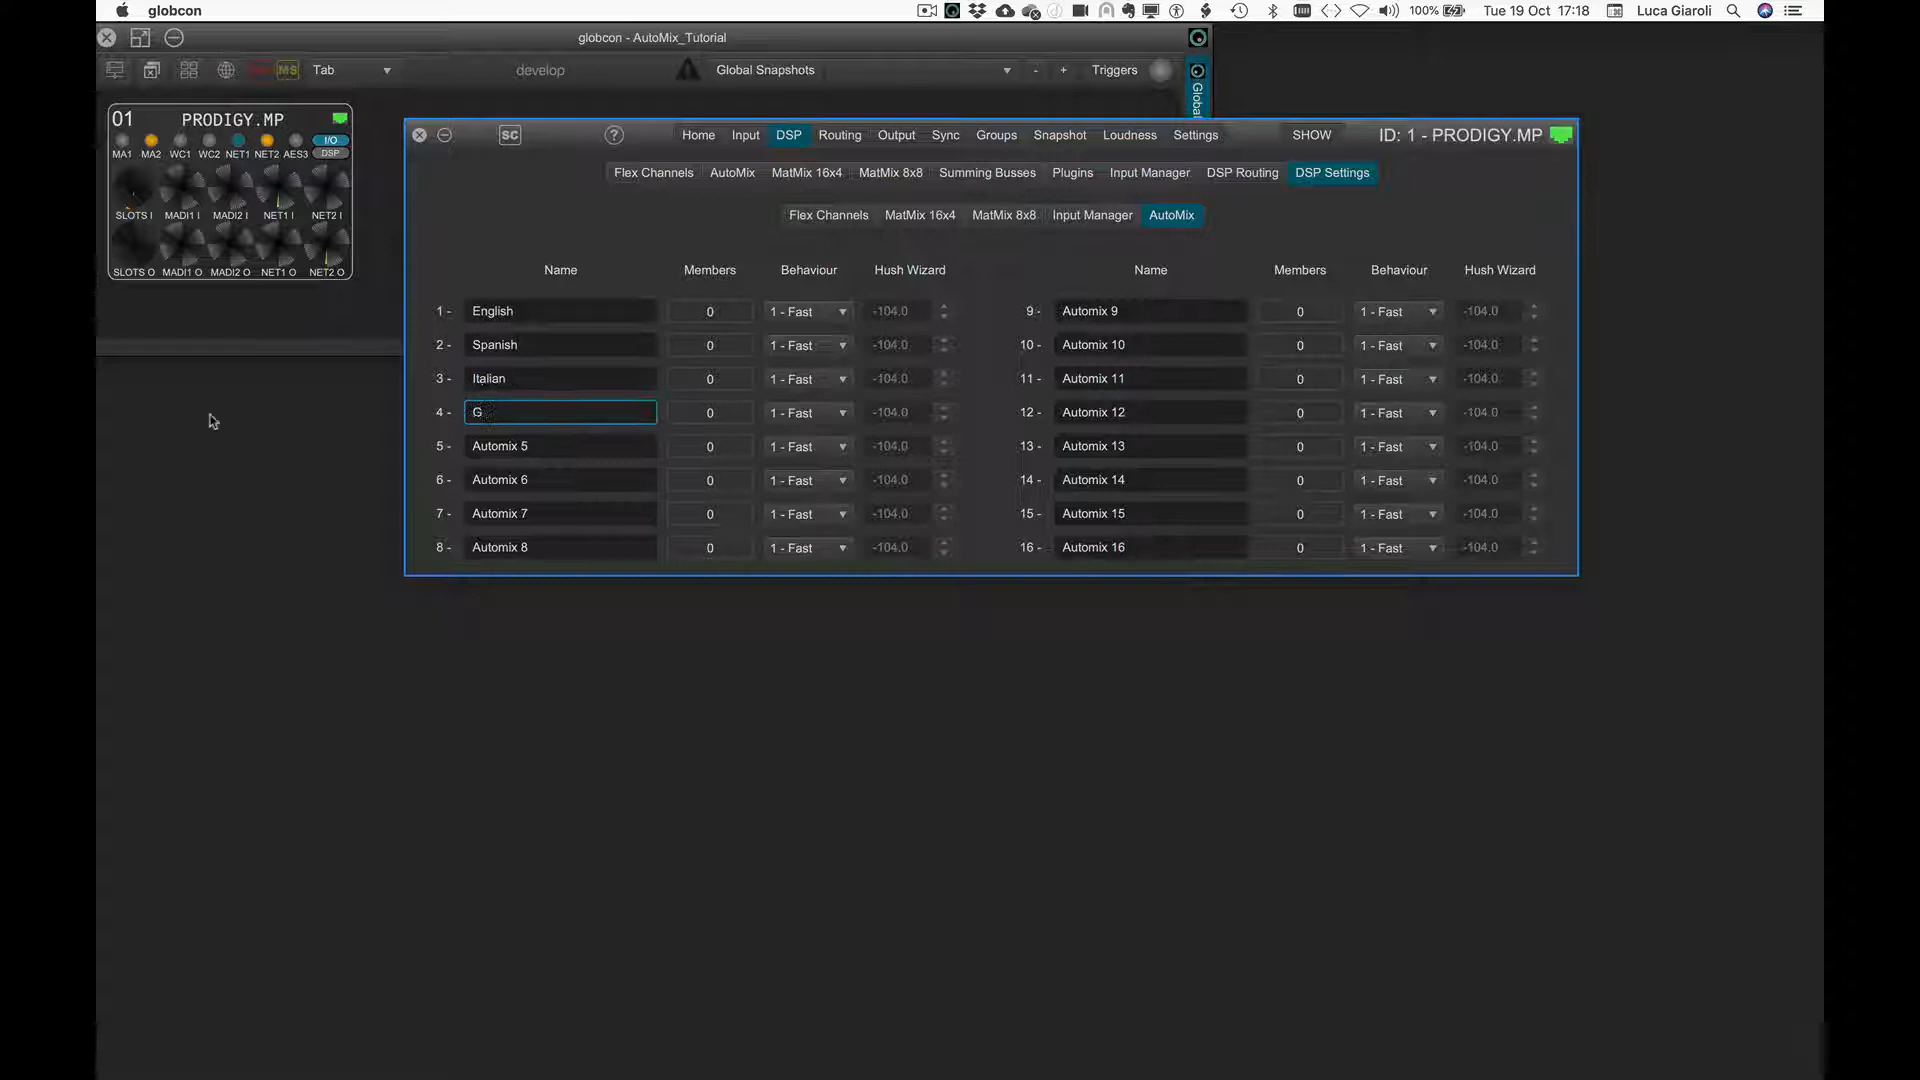 globcon
100%
Tue 19 Oct 17:18
Luca Giaroli
globcon - AutoMix_Tutorial
MS
Tab
develop
Global Snapshots
- +
Triggers
Global
01 PRODIGY.MP
MA1 MA2 WC1 WC2 NET1 NET2 AES3
I/O
DSP
SLOTS I MADI1 I MADI2 I NET1 I NET2 I
SLOTS O MADI1 O MADI2 O NET1 O NET2 O
SC
?
Home Input DSP Routing Output Sync Groups Snapshot Loudness Settings
SHOW
ID: 1 - PRODIGY.MP
Flex Channels AutoMix MatMix 16x4 MatMix 8x8 Summing Busses Plugins Input Manager DSP Routing DSP Settings
Flex Channels MatMix 16x4 MatMix 8x8 Input Manager AutoMix
Name Members Behaviour Hush Wizard Name Members Behaviour Hush Wizard
1 - English 0 1 - Fast -104.0 9 - Automix 9 0 1 - Fast -104.0
2 - Spanish 0 1 - Fast -104.0 10 - Automix 10 0 1 - Fast -104.0
3 - Italian 0 1 - Fast -104.0 11 - Automix 11 0 1 - Fast -104.0
4 - G 0 1 - Fast -104.0 12 - Automix 12 0 1 - Fast -104.0
5 - Automix 5 0 1 - Fast -104.0 13 - Automix 13 0 1 - Fast -104.0
6 - Automix 6 0 1 - Fast -104.0 14 - Automix 14 0 1 - Fast -104.0
7 - Automix 7 0 1 - Fast -104.0 15 - Automix 15 0 1 - Fast -104.0
8 - Automix 8 0 1 - Fast -104.0 16 - Automix 16 0 1 - Fast -104.0